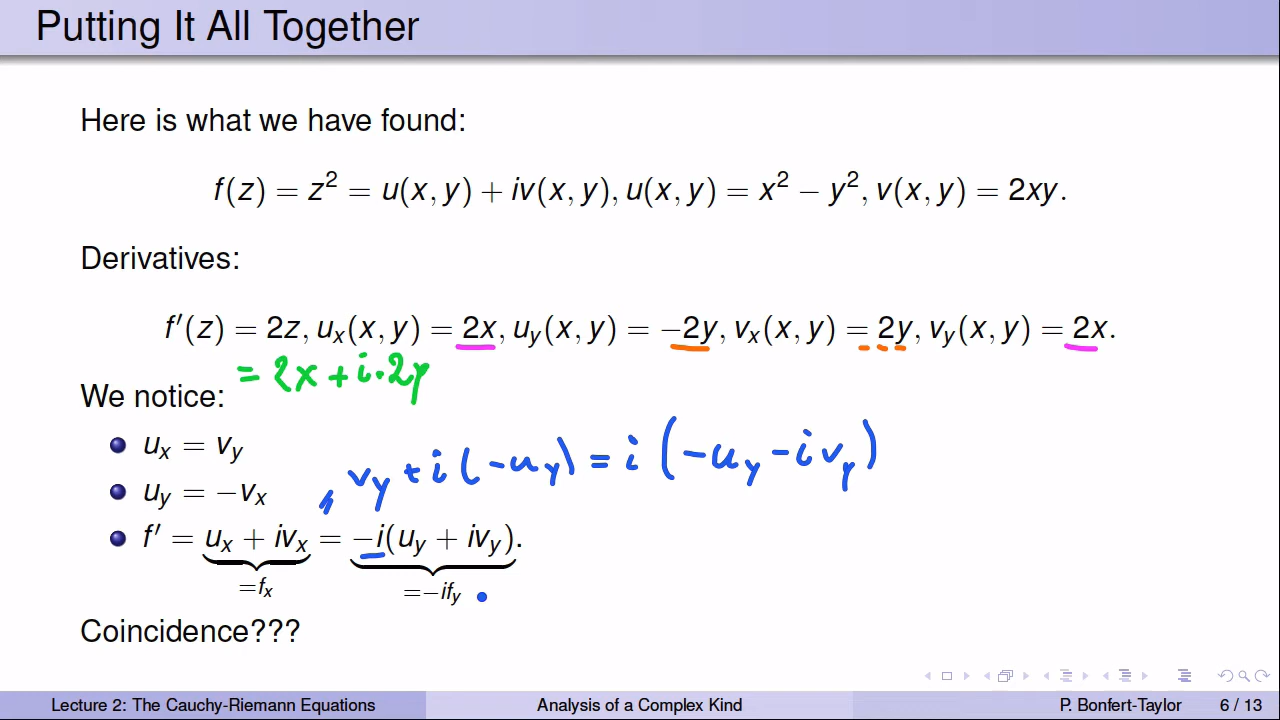 Putting It All Together
Here is what we have found:
f(z) = z² = u(x, y) + iv(x, y), u(x, y) = x² − y², v(x, y) = 2xy.
Derivatives:
f′(z) = 2z, uₓ(x, y) = 2x, u_y(x, y) = −2y, vₓ(x, y) = 2y, v_y(x, y) = 2x.
= 2x + i·2y
We notice:
uₓ = v_y
v_y + i(−u_y) = i(−u_y − iv_y)
u_y = −vₓ
f′ = uₓ + ivₓ = −i(u_y + iv_y).
=fₓ =−if_y
Coincidence???
Lecture 2: The Cauchy-Riemann Equations Analysis of a Complex Kind P. Bonfert-Taylor 6 / 13